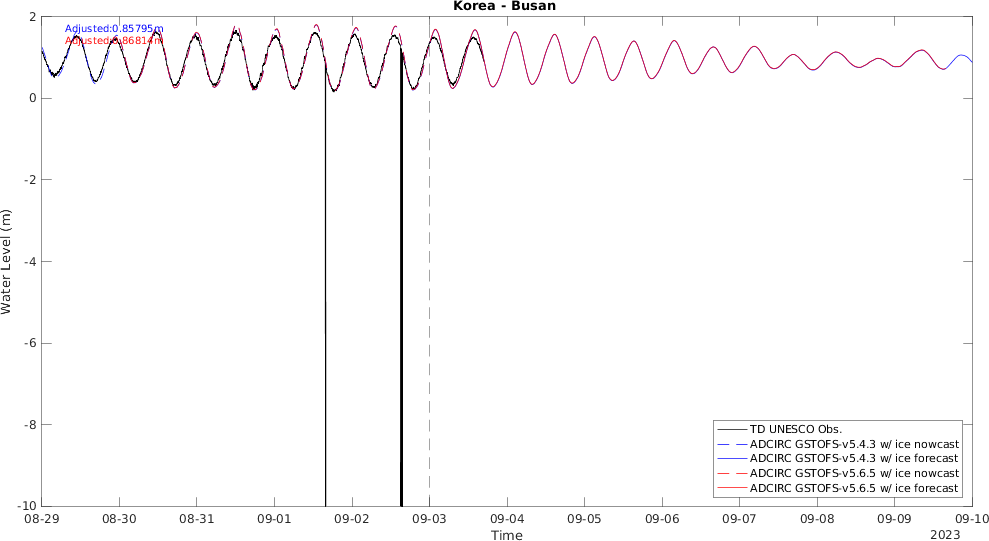 Korea - Busan
Adjusted:0.85795m
Adjusted:0.86814m
2
0
-2
-4
-6
-8
-10
Water Level (m)
TD UNESCO Obs.
ADCIRC GSTOFS-v5.4.3 w/ ice nowcast
ADCIRC GSTOFS-v5.4.3 w/ ice forecast
ADCIRC GSTOFS-v5.6.5 w/ ice nowcast
ADCIRC GSTOFS-v5.6.5 w/ ice forecast
08-29 08-30 08-31 09-01 09-02 09-03 09-04 09-05 09-06 09-07 09-08 09-09 09-10
Time
2023